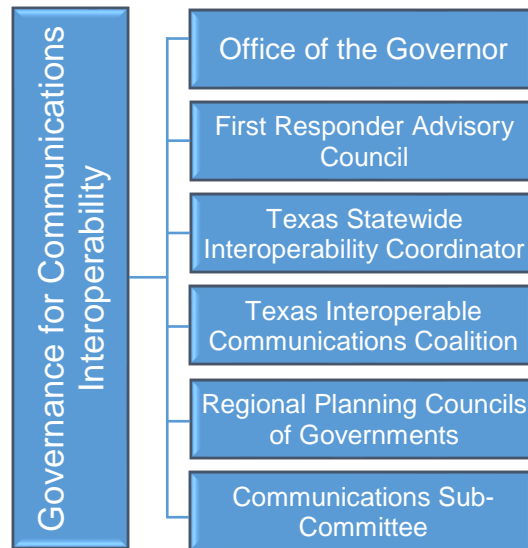 Governance for Communications
Interoperability
Office of the Governor
First Responder Advisory
Council
Texas Statewide
Interoperability Coordinator
Texas Interoperable
Communications Coalition
Regional Planning Councils
of Governments
Communications Sub-
Committee